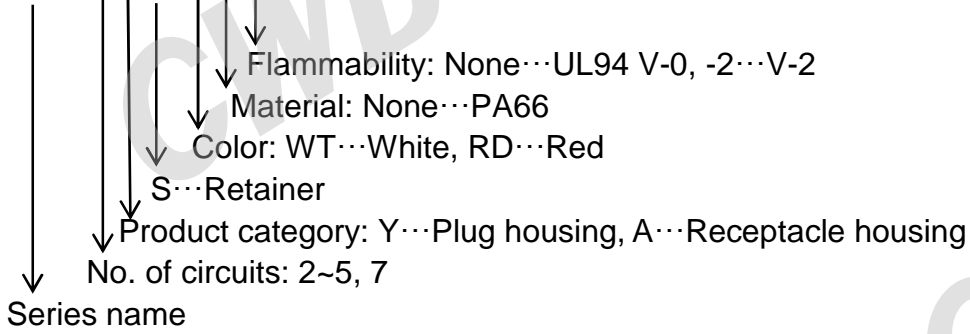 Flammability: None⋯UL94 V-0, -2⋯V-2
Material: None⋯PA66
Color: WT⋯White, RD⋯Red
S⋯Retainer
Product category: Y⋯Plug housing, A⋯Receptacle housing
No. of circuits: 2~5, 7
Series name